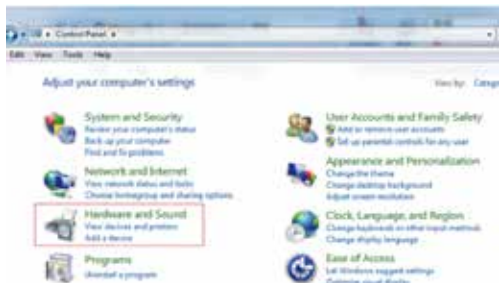 Control Panel
Edit View Tools Help
Adjust your computer's settings
View by: Categ
System and Security
Review your computer's status
Back up your computer
Find and fix problems
Network and Internet
View network status and tasks
Choose homegroup and sharing options
Hardware and Sound
View devices and printers
Add a device
Programs
Uninstall a program
User Accounts and Family Safety
Add or remove user accounts
Set up parental controls for any user
Appearance and Personalization
Change the theme
Change desktop background
Adjust screen resolution
Clock, Language, and Region
Change keyboards or other input methods
Change display language
Ease of Access
Let Windows suggest settings
Optimize visual display